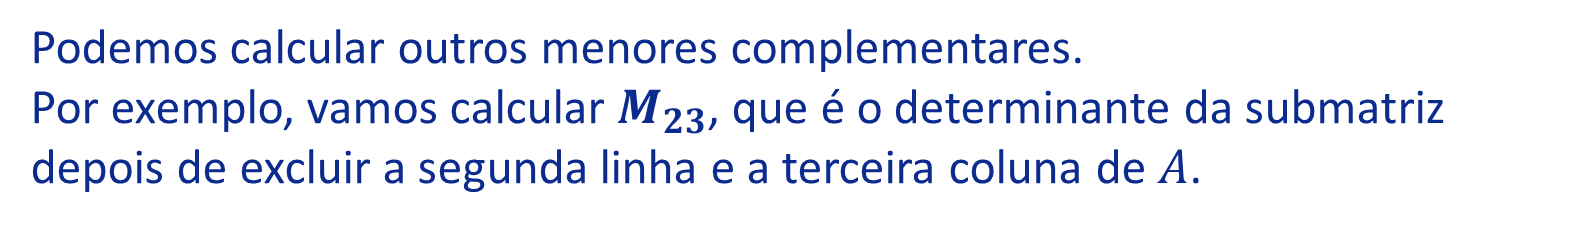 Podemos calcular outros menores complementares.
Por exemplo, vamos calcular M₂₃, que é o determinante da submatriz
depois de excluir a segunda linha e a terceira coluna de A.